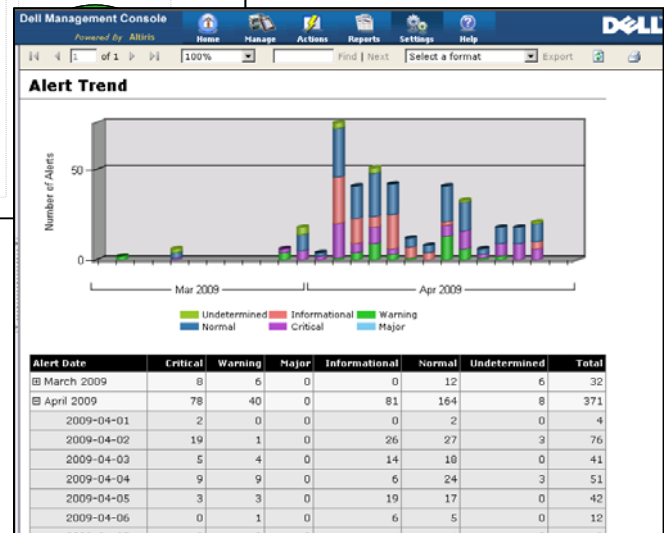 Dell Management Console
Powered By Altiris
Home Manage Actions Reports Settings Help
DELL
1 of 1 100% Find | Next Select a format Export
Alert Trend
Number of Alerts
50
0
Mar 2009 Apr 2009
Undetermined Informational Warning
Normal Critical Major
Alert Date Critical Warning Major Informational Normal Undetermined Total
March 2009 8 6 0 0 12 6 32
April 2009 78 40 0 81 164 8 371
2009-04-01 2 0 0 0 2 0 4
2009-04-02 19 1 0 26 27 3 76
2009-04-03 5 4 0 14 18 0 41
2009-04-04 9 9 0 6 24 3 51
2009-04-05 3 3 0 19 17 0 42
2009-04-06 0 1 0 6 5 0 12